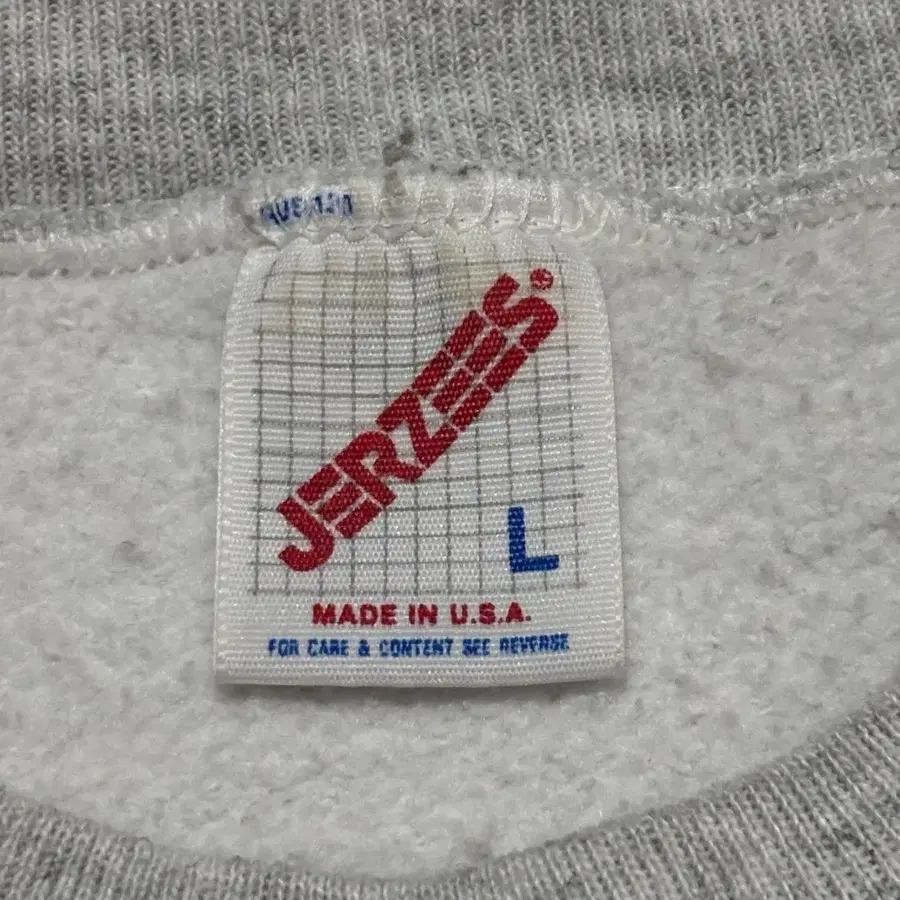 JERZEES®
L
MADE IN U.S.A.
FOR CARE & CONTENT SEE REVERSE